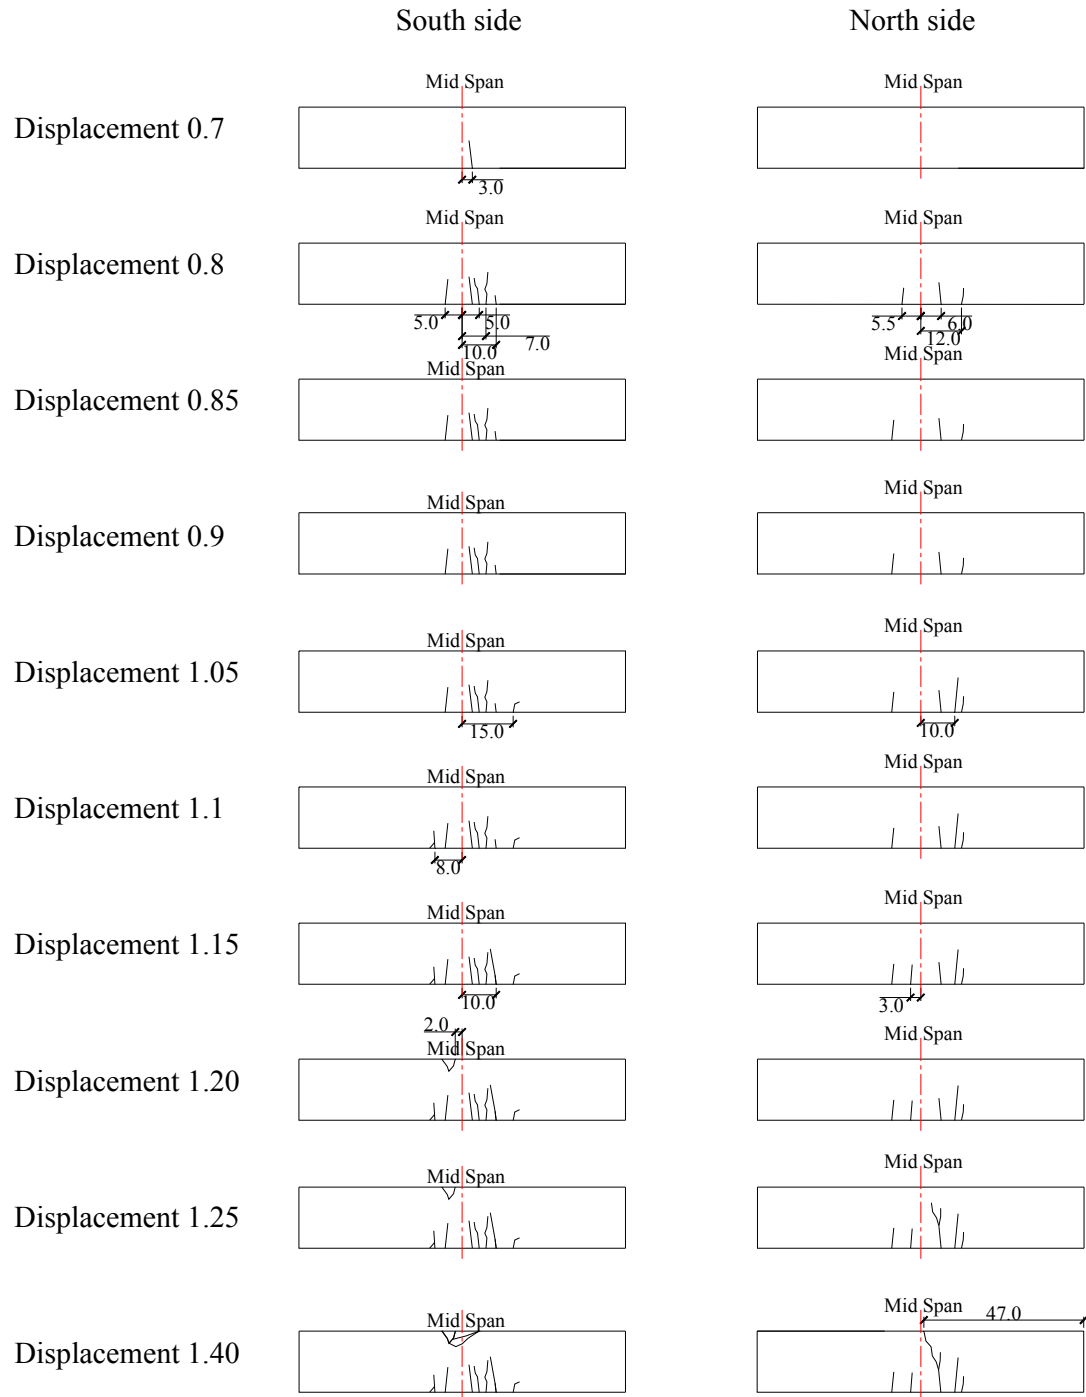 South side North side
Mid Span Mid Span
Displacement 0.7
3.0
Mid Span Mid Span
Displacement 0.8
5.0 5.0 5.5 6.0
7.0 12.0
10.0
Mid Span Mid Span
Displacement 0.85
Mid Span Mid Span
Displacement 0.9
Mid Span Mid Span
Displacement 1.05
15.0 10.0
Mid Span Mid Span
Displacement 1.1
8.0
Mid Span Mid Span
Displacement 1.15
10.0 3.0
2.0
Mid Span Mid Span
Displacement 1.20
Mid Span Mid Span
Displacement 1.25
Mid Span Mid Span 47.0
Displacement 1.40